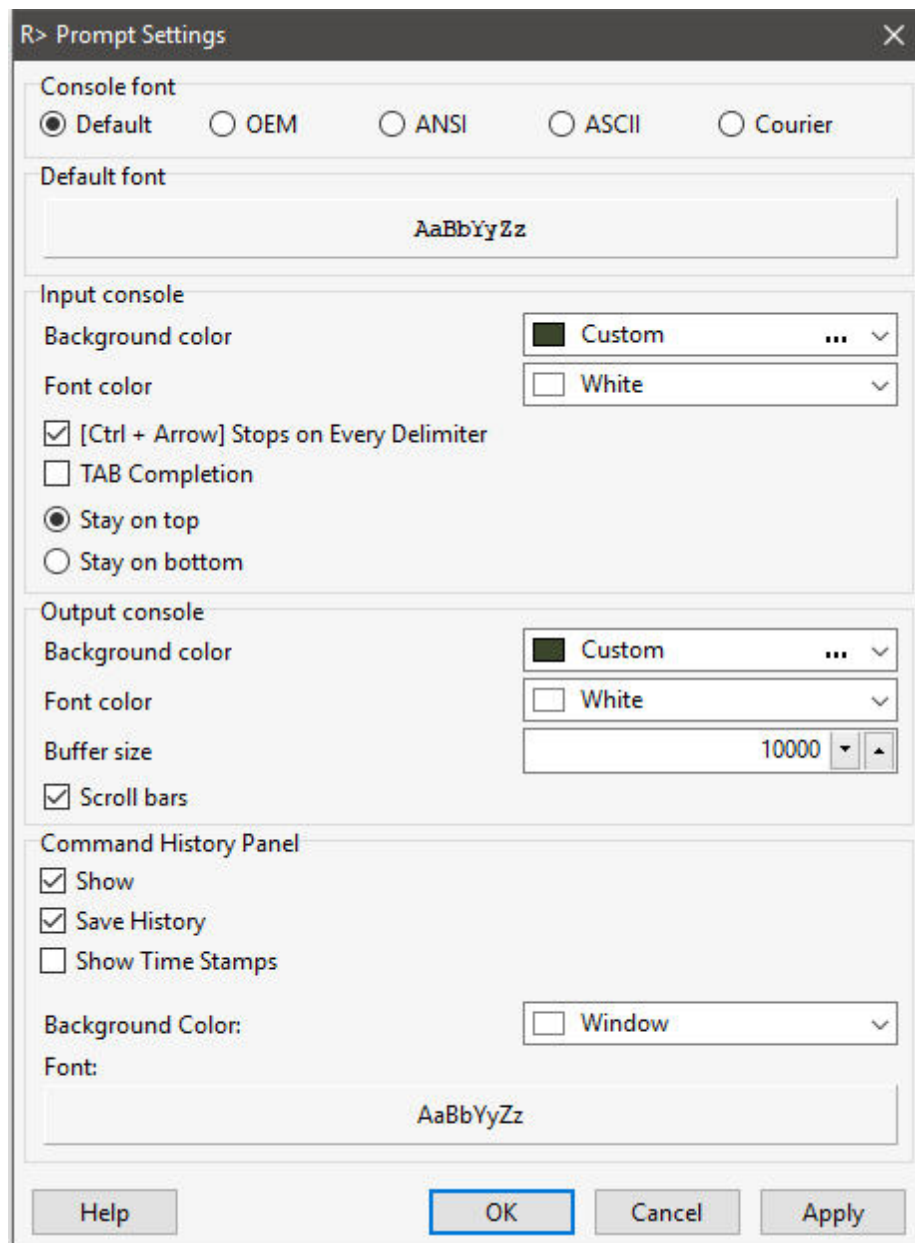 R> Prompt Settings
Console font
Default OEM ANSI ASCII Courier
Default font
AaBbYyZz
Input console
Background color Custom ...
Font color White
[Ctrl + Arrow] Stops on Every Delimiter
TAB Completion
Stay on top
Stay on bottom
Output console
Background color Custom ...
Font color White
Buffer size 10000
Scroll bars
Command History Panel
Show
Save History
Show Time Stamps
Background Color: Window
Font:
AaBbYyZz
Help OK Cancel Apply